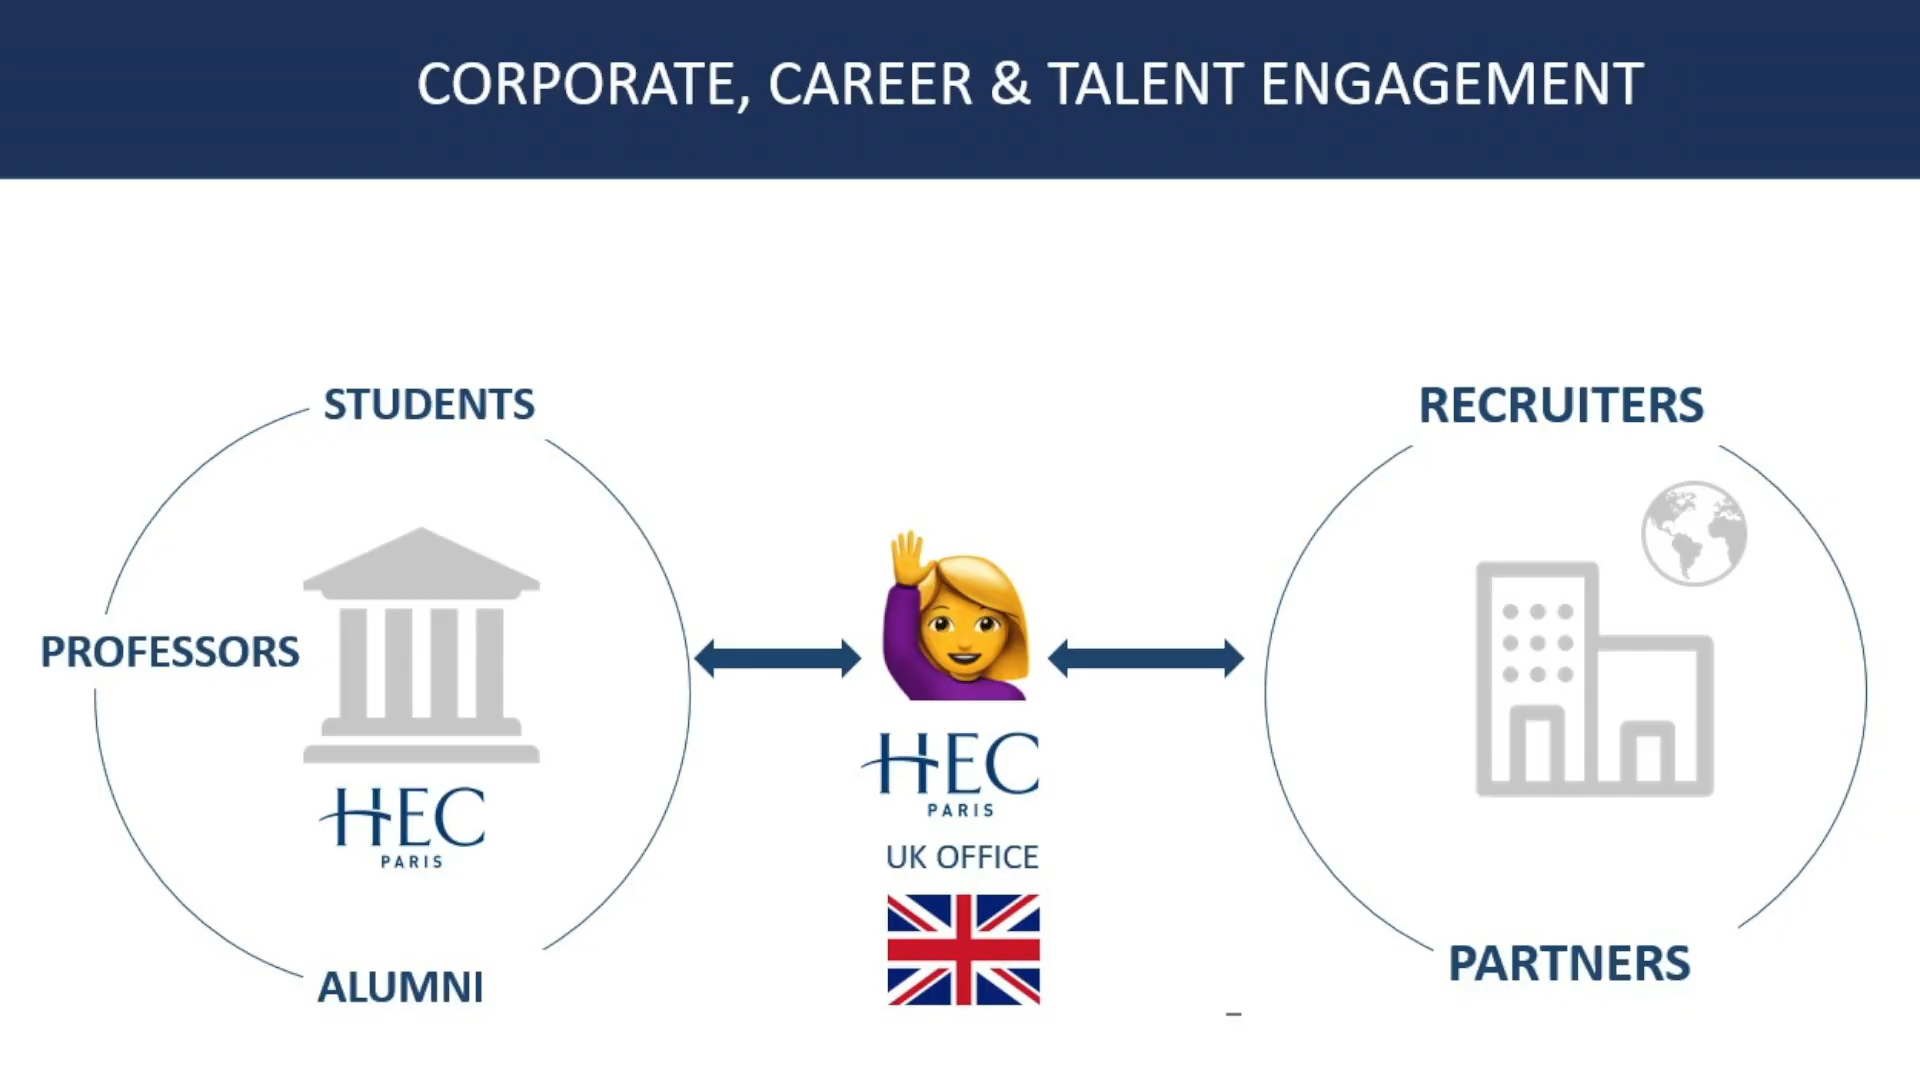 CORPORATE, CAREER & TALENT ENGAGEMENT
STUDENTS
PROFESSORS
HEC
PARIS
ALUMNI
HEC
PARIS
UK OFFICE
RECRUITERS
PARTNERS